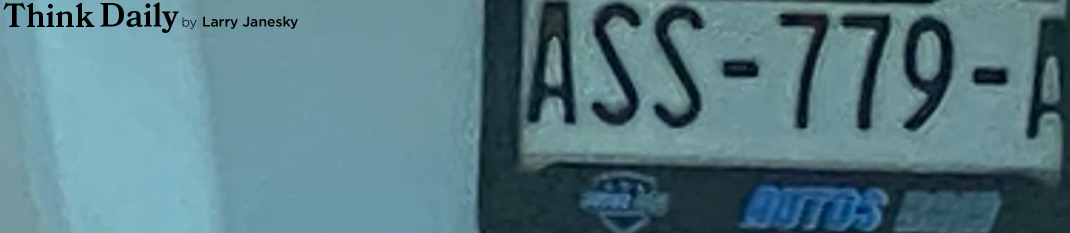 Think Daily by Larry Janesky
ASS-779-A
AUTOS